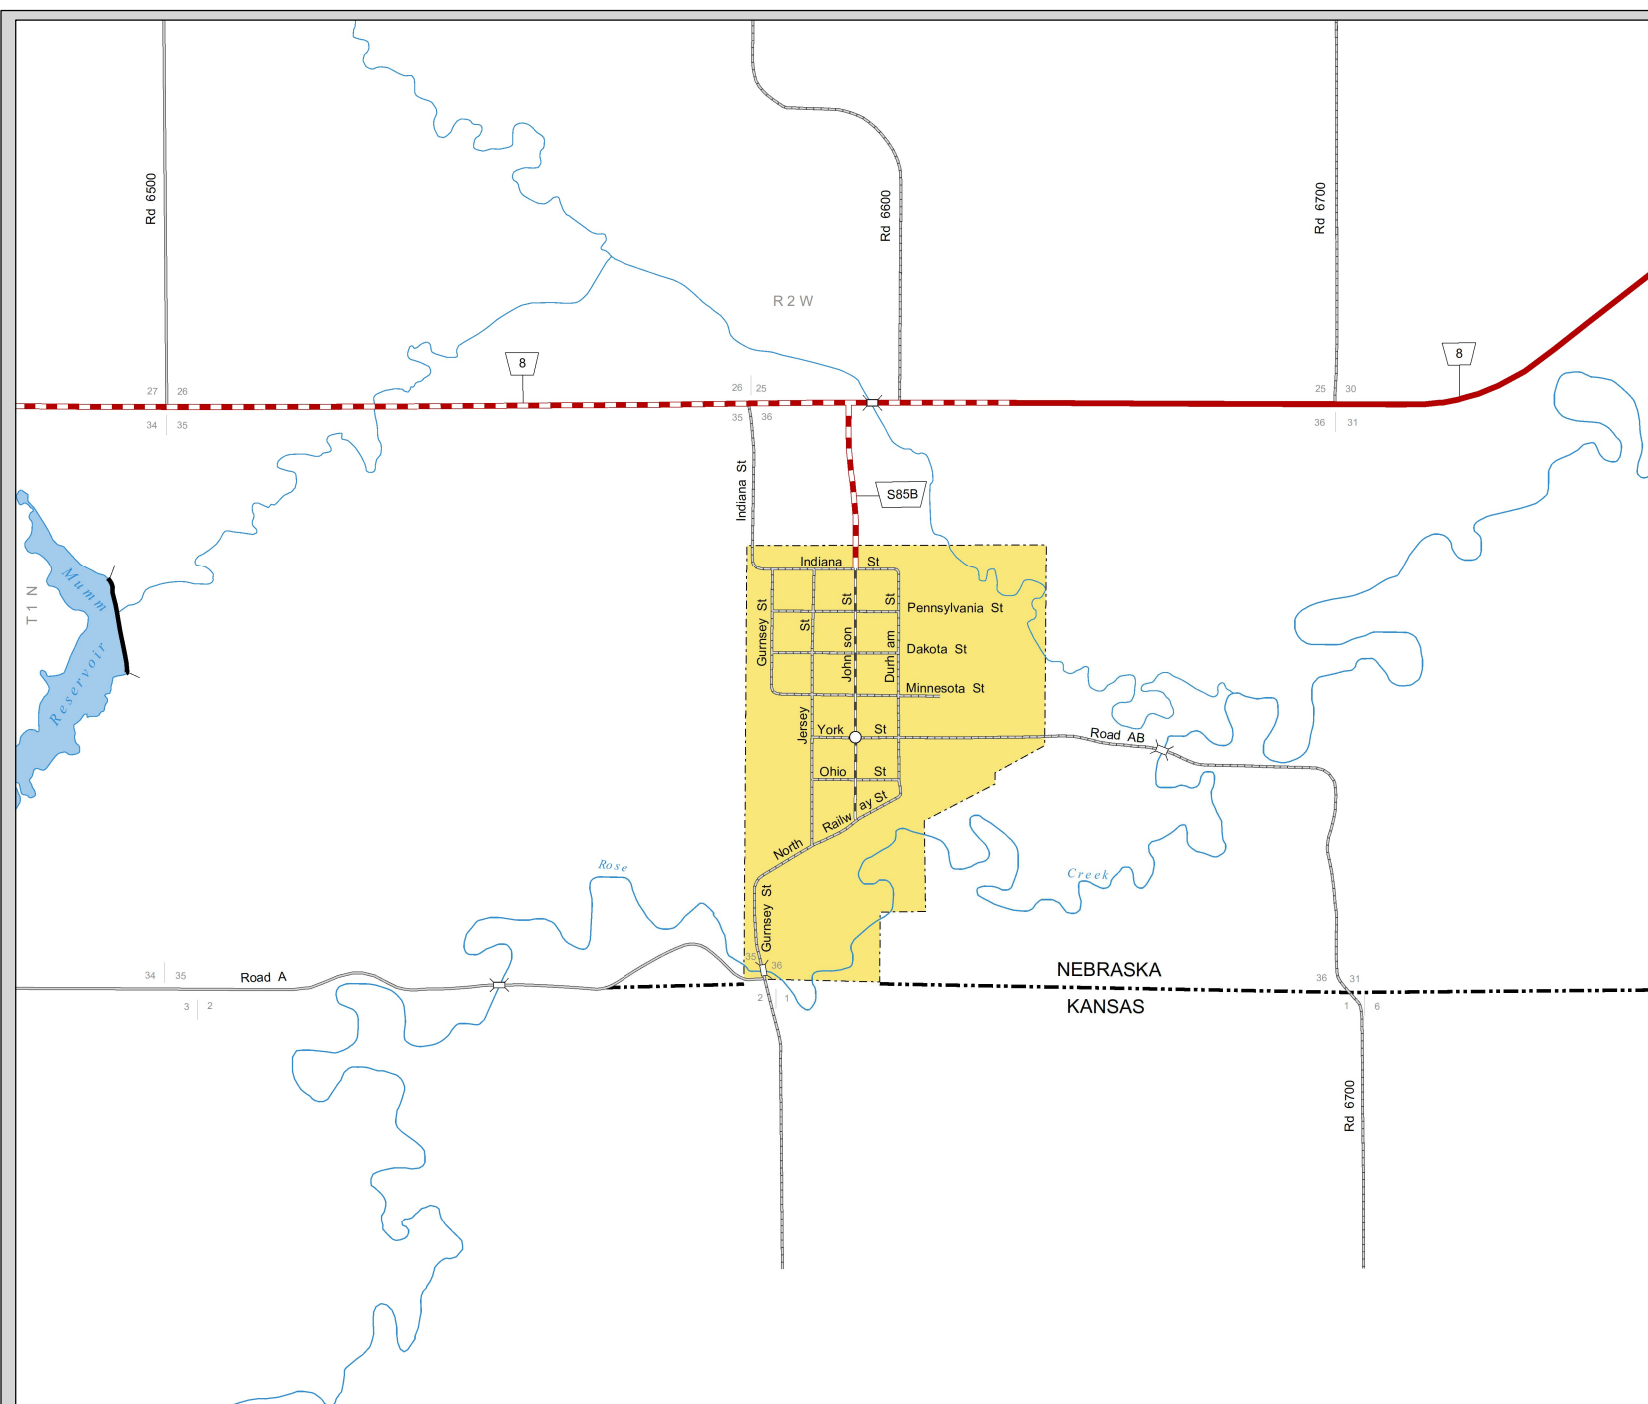 Rd 6500
Rd 6600
Rd 6700
R 2 W
8
8
27 26
26 25
25 30
34 35
35 36
36 31
Indiana St
S85B
Mumm
Reservoir
T 1 N
Indiana St
Gurnsey St
St
Johnson St
Durham St
Pennsylvania St
Dakota St
Minnesota St
Jersey
York St
Road AB
Ohio St
North Railway St
Rose
Creek
Gurnsey St
35 36
34 35
Road A
NEBRASKA
KANSAS
36 31
3 2
2 1
1 6
Rd 6700